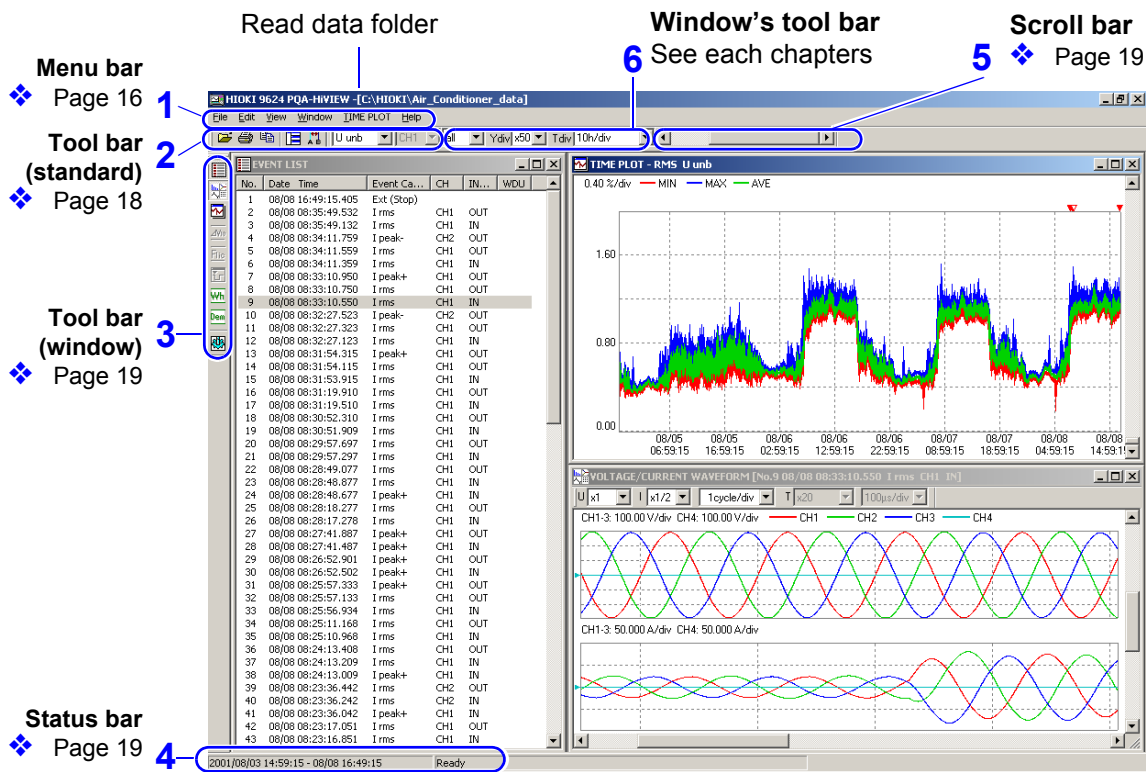 Read data folder
Window's tool bar
See each chapters
6
Scroll bar
5 ❖ Page 19
Menu bar
❖ Page 16
1
Tool bar
(standard)
❖ Page 18
2
Tool bar
(window)
❖ Page 19
3
Status bar
❖ Page 19
4
HIOKI 9624 PQA-HiVIEW -[C:\HIOKI\Air_Conditioner_data]
File Edit View Window TIME PLOT Help
U unb CH1 all Ydiv x50 Tdiv 10h/div
ΔV10
Flic
Tr
Wh
Dem
EVENT LIST
No. Date Time Event Ca... CH IN... WDU
1 08/08 16:49:15.405 Ext (Stop)
2 08/08 08:35:49.532 I rms CH1 OUT
3 08/08 08:35:49.132 I rms CH1 IN
4 08/08 08:34:11.759 I peak- CH2 OUT
5 08/08 08:34:11.559 I rms CH1 OUT
6 08/08 08:34:11.359 I rms CH1 IN
7 08/08 08:33:10.950 I peak+ CH1 OUT
8 08/08 08:33:10.750 I rms CH1 OUT
9 08/08 08:33:10.550 I rms CH1 IN
10 08/08 08:32:27.523 I peak- CH2 OUT
11 08/08 08:32:27.323 I rms CH1 OUT
12 08/08 08:32:27.123 I rms CH1 IN
13 08/08 08:31:54.315 I peak+ CH1 OUT
14 08/08 08:31:54.115 I rms CH1 OUT
15 08/08 08:31:53.915 I rms CH1 IN
16 08/08 08:31:19.910 I rms CH1 OUT
17 08/08 08:31:19.510 I rms CH1 IN
18 08/08 08:30:52.310 I rms CH1 OUT
19 08/08 08:30:51.909 I rms CH1 IN
20 08/08 08:29:57.697 I rms CH1 OUT
21 08/08 08:29:57.297 I rms CH1 IN
22 08/08 08:28:49.077 I rms CH1 OUT
23 08/08 08:28:48.877 I rms CH1 IN
24 08/08 08:28:48.677 I peak+ CH1 IN
25 08/08 08:28:18.277 I rms CH1 OUT
26 08/08 08:28:17.278 I rms CH1 IN
27 08/08 08:27:41.887 I peak+ CH1 OUT
28 08/08 08:27:41.487 I peak+ CH1 IN
29 08/08 08:26:52.901 I peak+ CH1 OUT
30 08/08 08:26:52.502 I peak+ CH1 IN
31 08/08 08:25:57.333 I peak+ CH1 OUT
32 08/08 08:25:57.133 I rms CH1 OUT
33 08/08 08:25:56.934 I rms CH1 IN
34 08/08 08:25:11.168 I rms CH1 OUT
35 08/08 08:25:10.968 I rms CH1 IN
36 08/08 08:24:13.408 I rms CH1 OUT
37 08/08 08:24:13.209 I rms CH1 IN
38 08/08 08:24:13.009 I peak+ CH1 IN
39 08/08 08:23:36.442 I rms CH2 OUT
40 08/08 08:23:36.242 I rms CH2 IN
41 08/08 08:23:36.042 I peak+ CH1 IN
42 08/08 08:23:17.051 I rms CH1 OUT
43 08/08 08:23:16.851 I rms CH1 IN
TIME PLOT - RMS U unb
0.40 %/div MIN MAX AVE
1.60
0.80
0.00
08/05 08/05 08/06 08/06 08/06 08/07 08/07 08/08 08/08
06:59:15 16:59:15 02:59:15 12:59:15 22:59:15 08:59:15 18:59:15 04:59:15 14:59:1
VOLTAGE/CURRENT WAVEFORM [No.9 08/08 08:33:10.550 I rms CH1 IN]
U x1 I x1/2 1cycle/div T x20 100μs/div
CH1-3: 100.00 V/div CH4: 100.00 V/div CH1 CH2 CH3 CH4
CH1-3: 50.000 A/div CH4: 50.000 A/div
2001/08/03 14:59:15 - 08/08 16:49:15 Ready